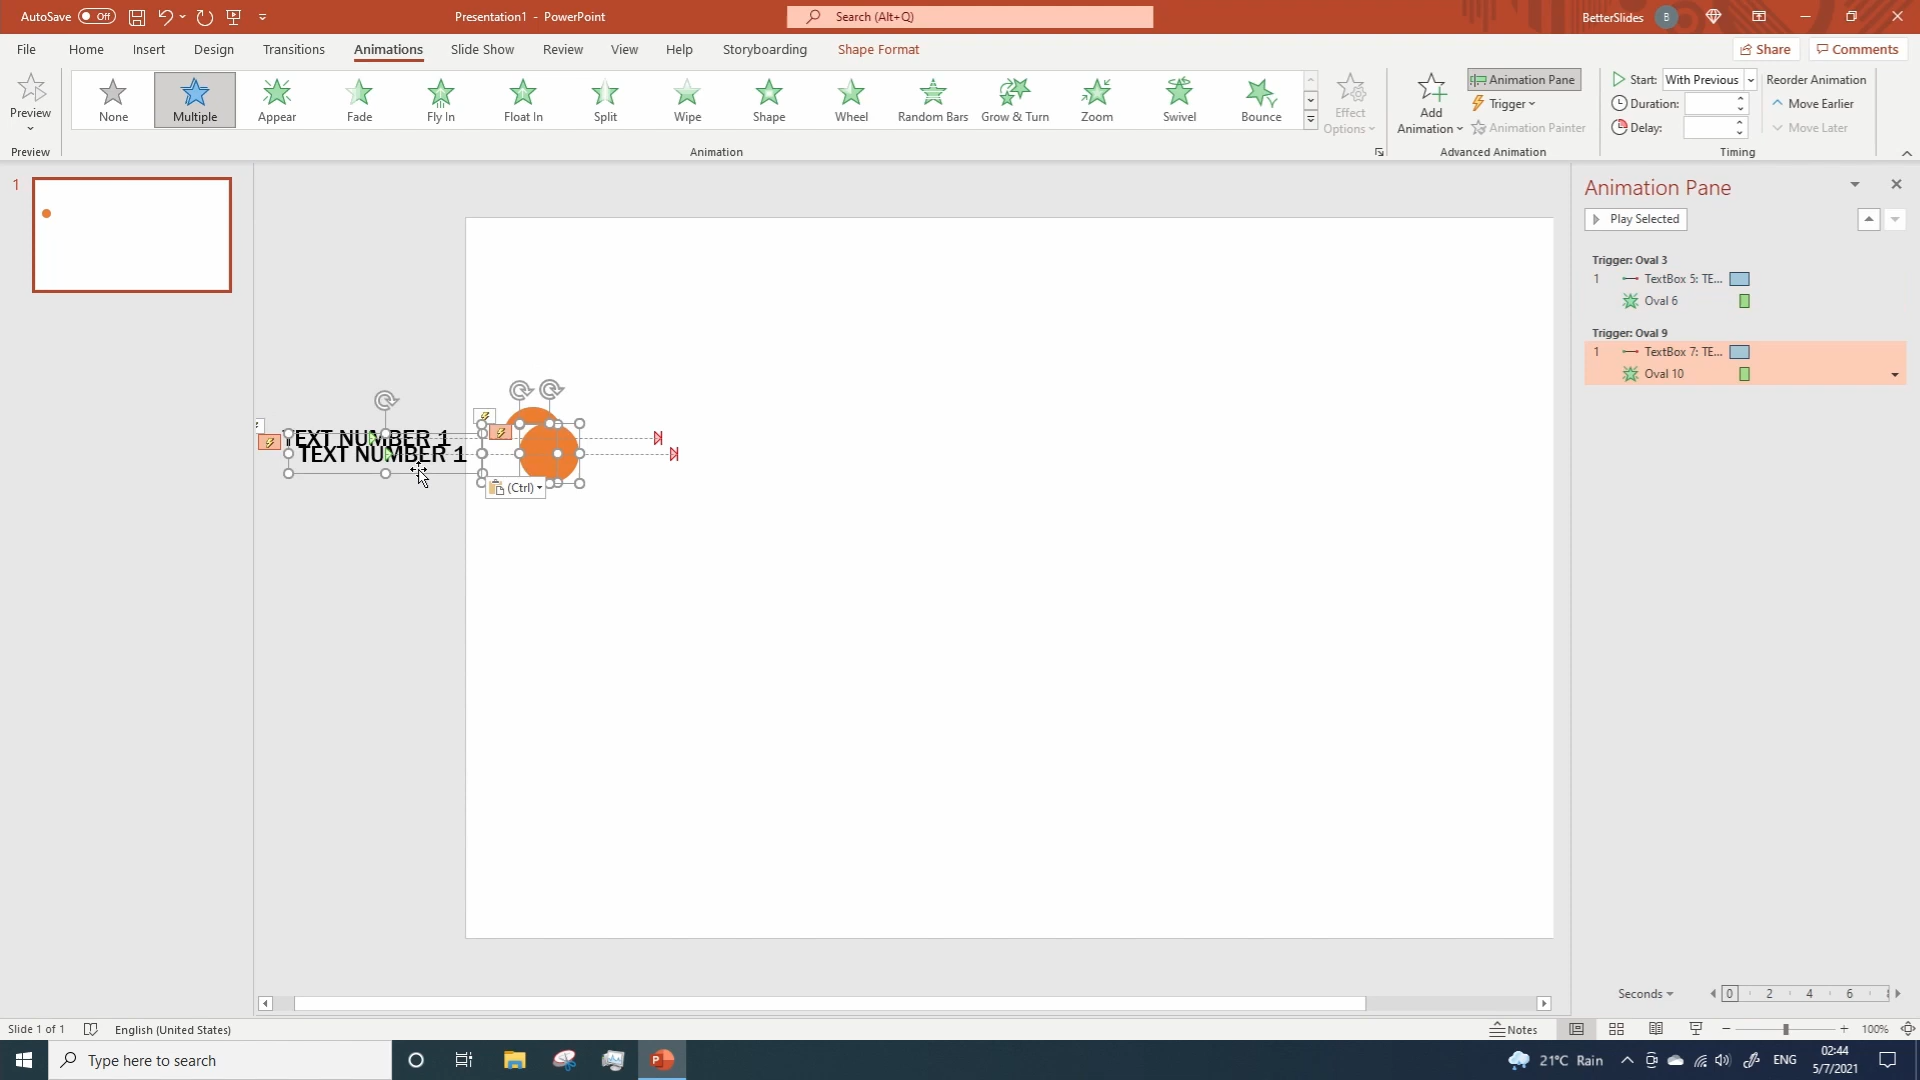 AutoSave Off Presentation1 - PowerPoint Search (Alt+Q) BetterSlides B
File Home Insert Design Transitions Animations Slide Show Review View Help Storyboarding Shape Format Share Comments
Preview None Multiple Appear Fade Fly In Float In Split Wipe Shape Wheel Random Bars Grow & Turn Zoom Swivel Bounce Effect Options Add Animation Animation Pane Trigger Animation Painter Start: With Previous Duration: Delay: Reorder Animation Move Earlier Move Later
Preview Animation Advanced Animation Timing
1
Animation Pane
Play Selected
Trigger: Oval 3
1 TextBox 5: TE...
Oval 6
Trigger: Oval 9
1 TextBox 7: TE...
Oval 10
TEXT NUMBER 1
TEXT NUMBER 1
(Ctrl)
Seconds 0 2 4 6
Slide 1 of 1 English (United States) Notes 100%
Type here to search P 21°C Rain ENG 02:44
5/7/2021